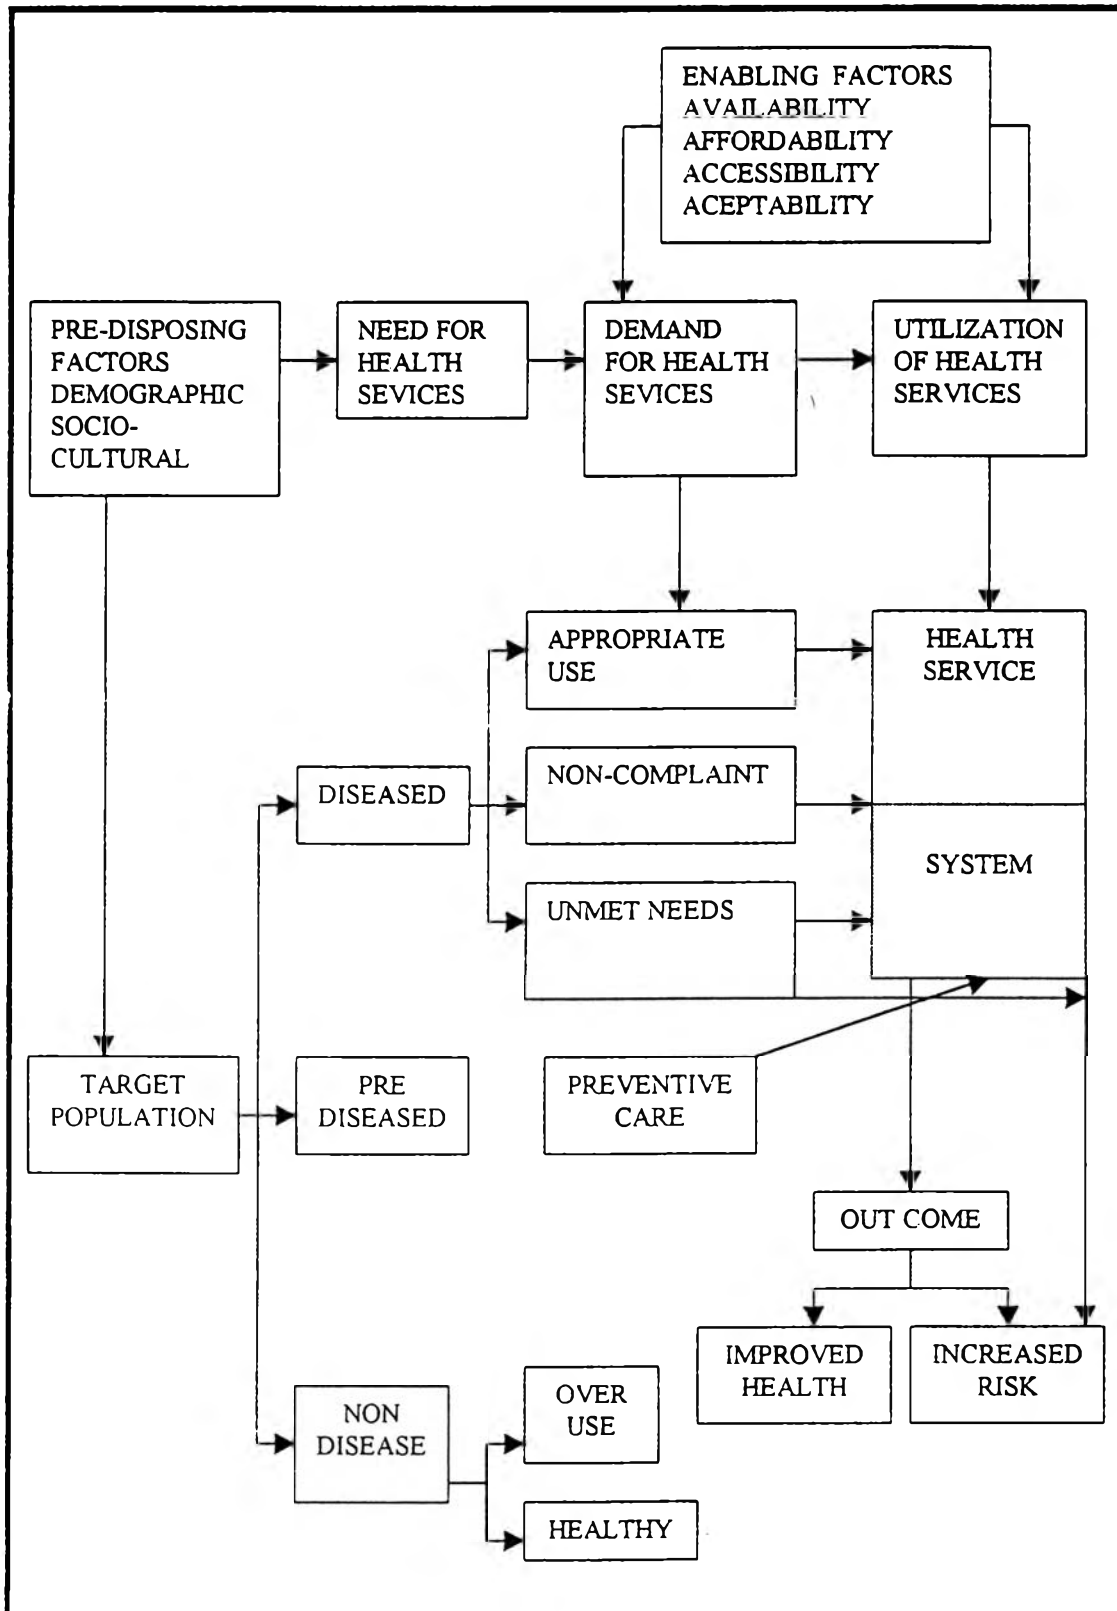 ENABLING FACTORS
AVAILABILITY
AFFORDABILITY
ACCESSIBILITY
ACEPTABILITY
PRE-DISPOSING
FACTORS
DEMOGRAPHIC
SOCIO-
CULTURAL
NEED FOR
HEALTH
SEVICES
DEMAND
FOR HEALTH
SEVICES
UTILIZATION
OF HEALTH
SERVICES
APPROPRIATE
USE
HEALTH
SERVICE
NON-COMPLAINT
DISEASED
SYSTEM
UNMET NEEDS
TARGET
POPULATION
PRE
DISEASED
PREVENTIVE
CARE
OUT COME
IMPROVED
HEALTH
INCREASED
RISK
NON
DISEASE
OVER
USE
HEALTHY